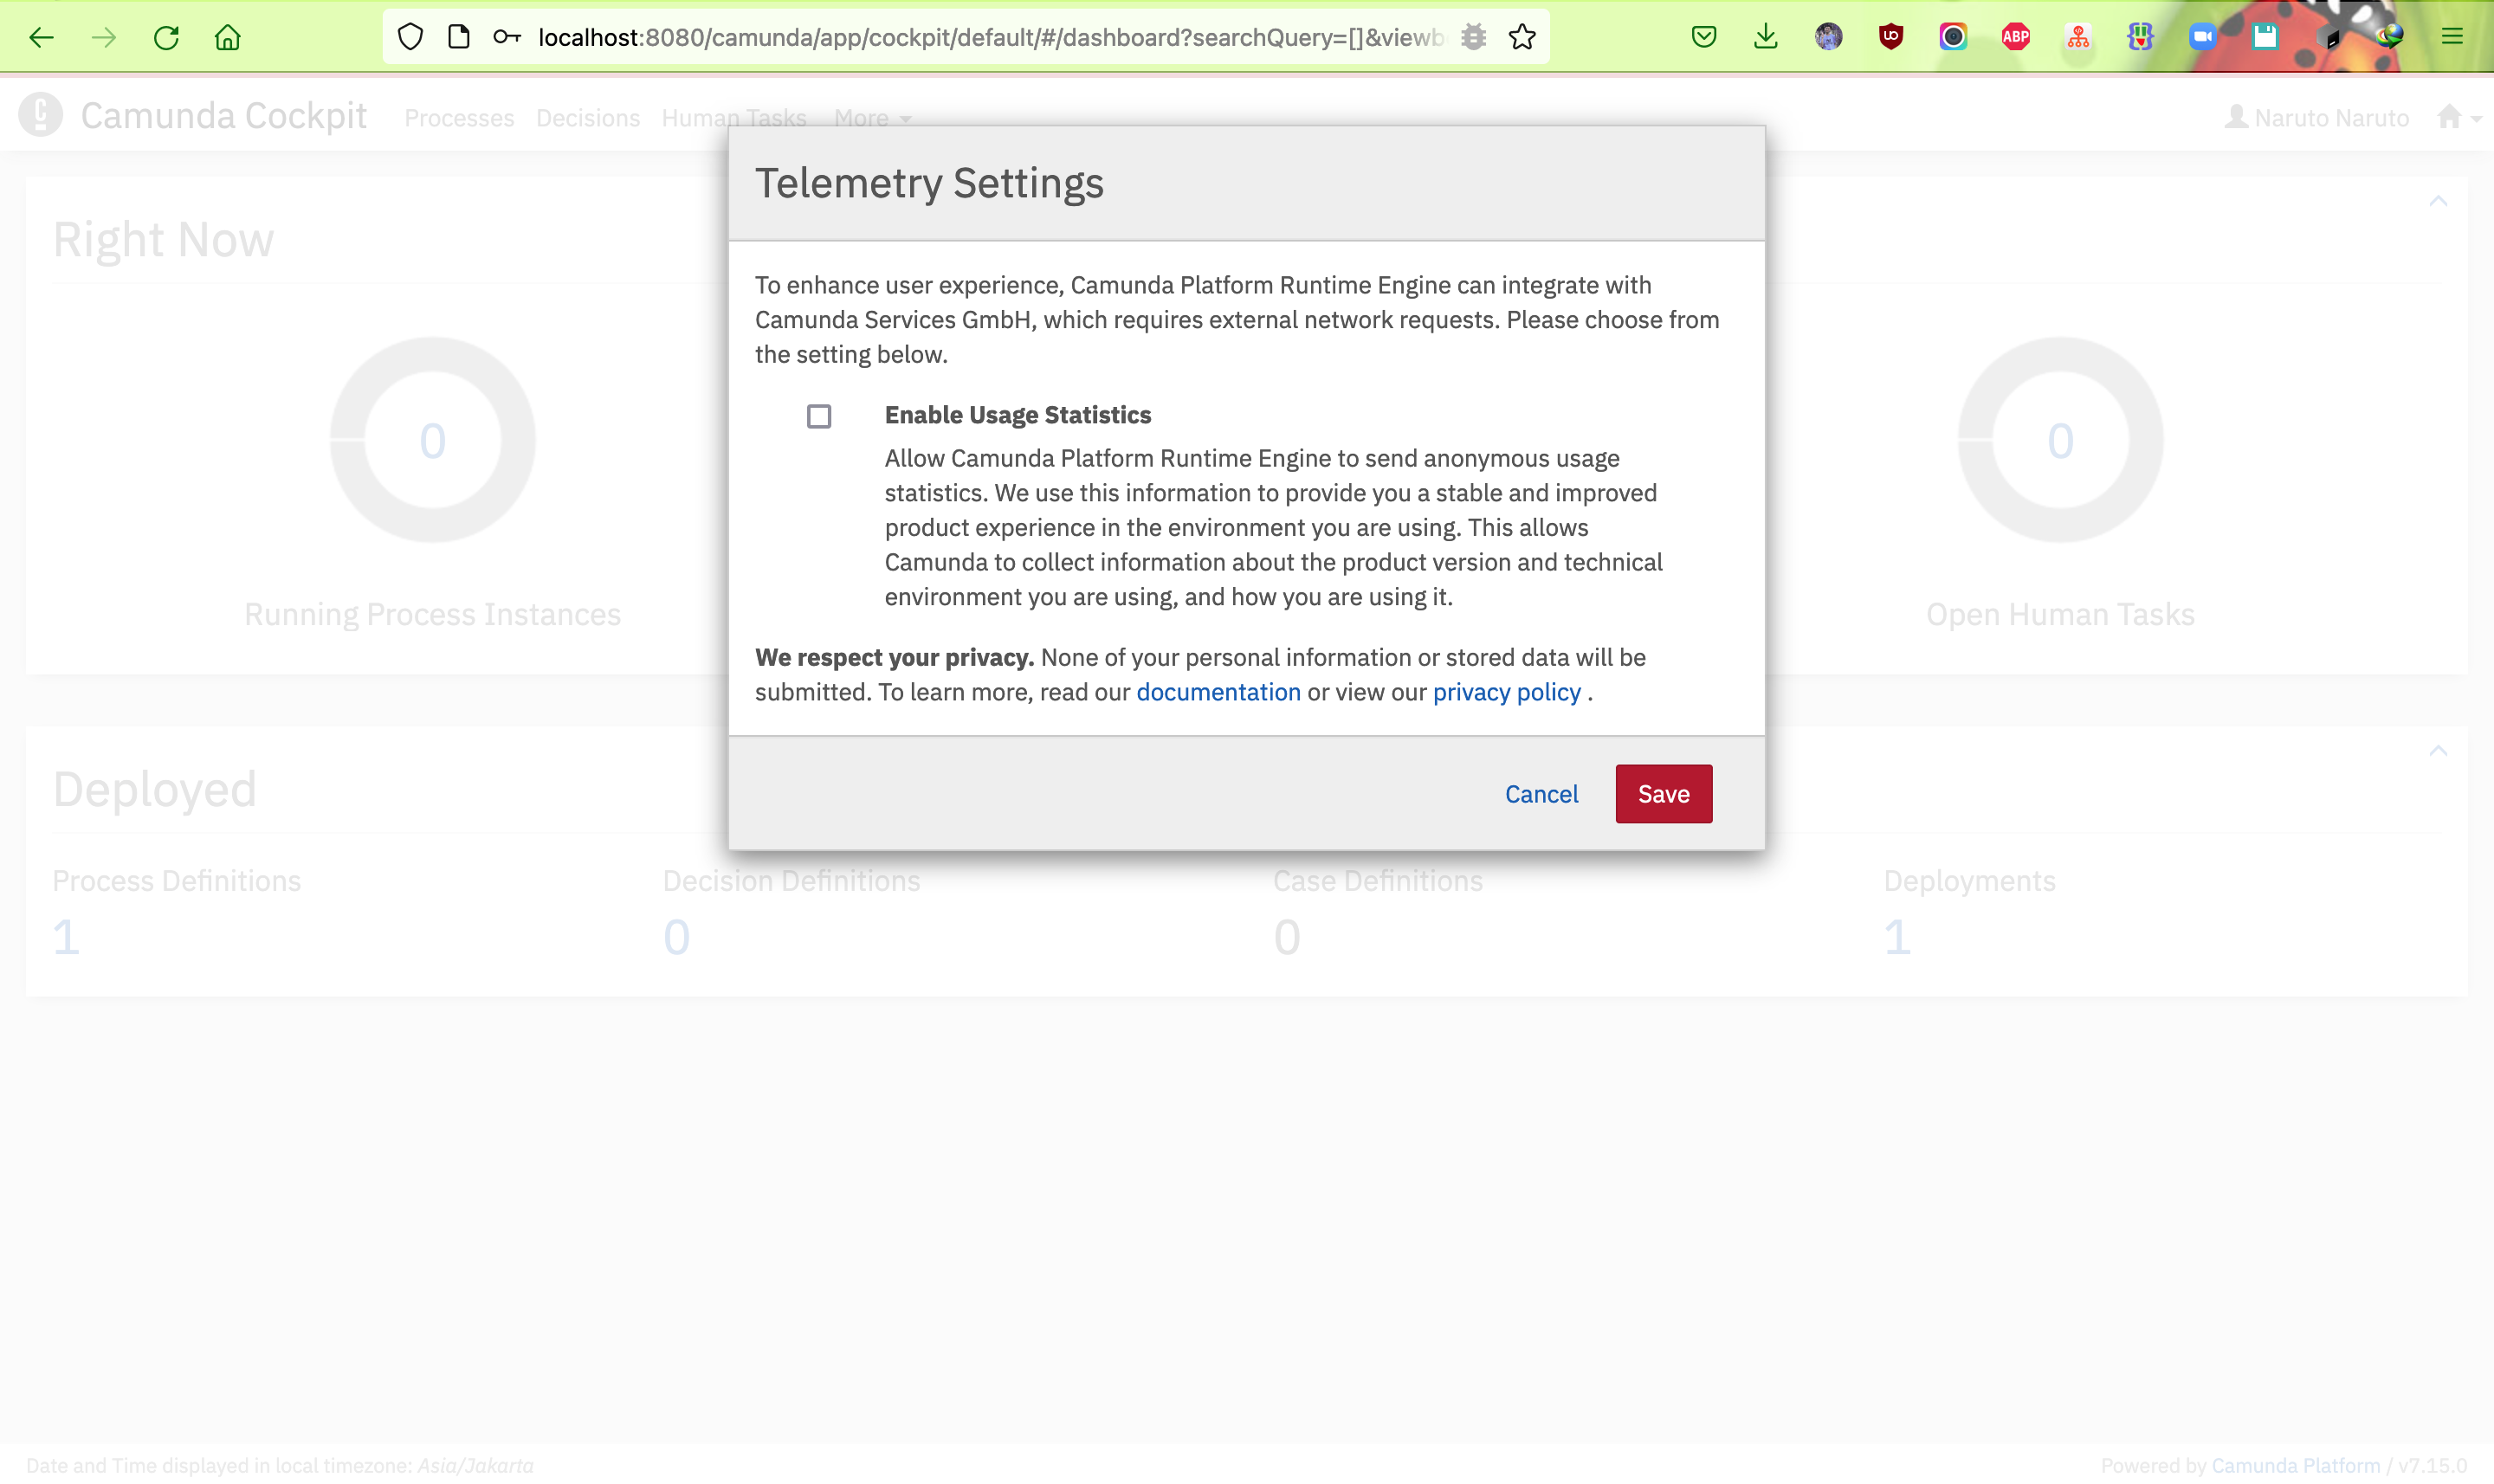 localhost:8080/camunda/app/cockpit/default/#/dashboard?searchQuery=[]&viewb
ABP
Camunda Cockpit Processes Decisions Human Tasks More Naruto Naruto
Telemetry Settings
Right Now
To enhance user experience, Camunda Platform Runtime Engine can integrate with
Camunda Services GmbH, which requires external network requests. Please choose from
the setting below.
Enable Usage Statistics
Allow Camunda Platform Runtime Engine to send anonymous usage
statistics. We use this information to provide you a stable and improved
product experience in the environment you are using. This allows
Camunda to collect information about the product version and technical
environment you are using, and how you are using it.
0
0
Running Process Instances
Open Human Tasks
We respect your privacy. None of your personal information or stored data will be
submitted. To learn more, read our documentation or view our privacy policy .
Cancel Save
Deployed
Process Definitions Decision Definitions Case Definitions Deployments
1 0 0 1
Date and Time displayed in local timezone: Asia/Jakarta
Powered by Camunda Platform / v7.15.0